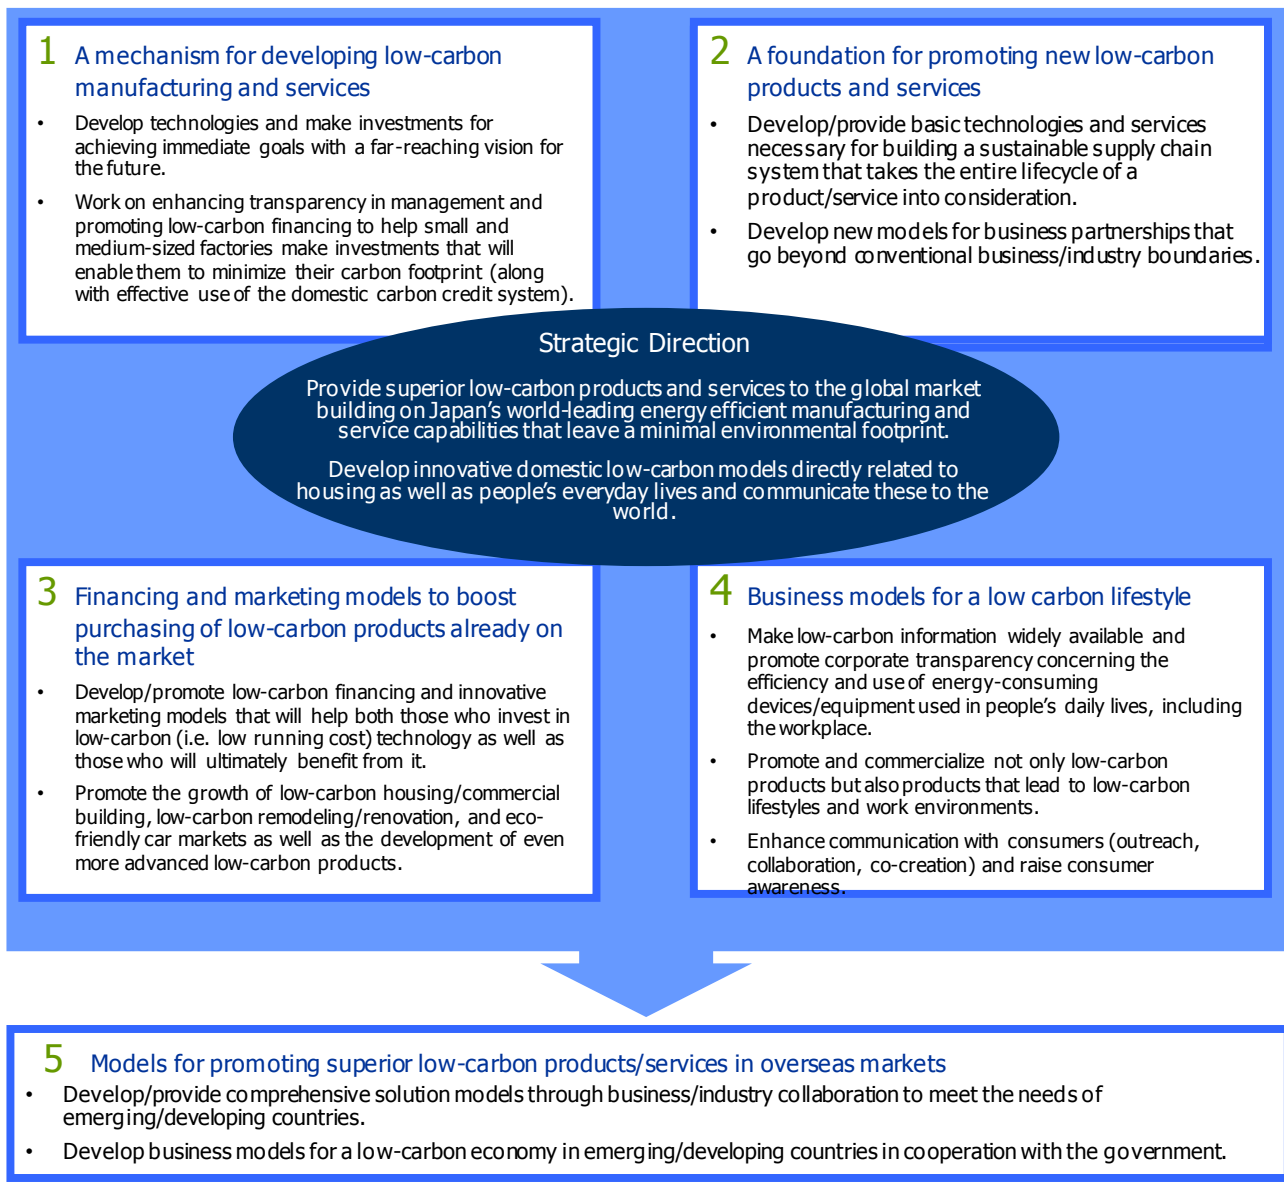 1 A mechanism for developing low-carbon
manufacturing and services
• Develop technologies and make investments for
achieving immediate goals with a far-reaching vision for
the future.
• Work on enhancing transparency in management and
promoting low-carbon financing to help small and
medium-sized factories make investments that will
enable them to minimize their carbon footprint (along
with effective use of the domestic carbon credit system).
2 A foundation for promoting new low-carbon
products and services
• Develop/provide basic technologies and services
necessary for building a sustainable supply chain
system that takes the entire lifecycle of a
product/service into consideration.
• Develop new models for business partnerships that
go beyond conventional business/industry boundaries.
Strategic Direction
Provide superior low-carbon products and services to the global market
building on Japan’s world-leading energy efficient manufacturing and
service capabilities that leave a minimal environmental footprint.
Develop innovative domestic low-carbon models directly related to
housing as well as people’s everyday lives and communicate these to the
world.
3 Financing and marketing models to boost
purchasing of low-carbon products already on
the market
• Develop/promote low-carbon financing and innovative
marketing models that will help both those who invest in
low-carbon (i.e. low running cost) technology as well as
those who will ultimately benefit from it.
• Promote the growth of low-carbon housing/commercial
building, low-carbon remodeling/renovation, and eco-
friendly car markets as well as the development of even
more advanced low-carbon products.
4 Business models for a low carbon lifestyle
• Make low-carbon information widely available and
promote corporate transparency concerning the
efficiency and use of energy-consuming
devices/equipment used in people’s daily lives, including
the workplace.
• Promote and commercialize not only low-carbon
products but also products that lead to low-carbon
lifestyles and work environments.
• Enhance communication with consumers (outreach,
collaboration, co-creation) and raise consumer
awareness.
5 Models for promoting superior low-carbon products/services in overseas markets
• Develop/provide comprehensive solution models through business/industry collaboration to meet the needs of
emerging/developing countries.
• Develop business models for a low-carbon economy in emerging/developing countries in cooperation with the government.